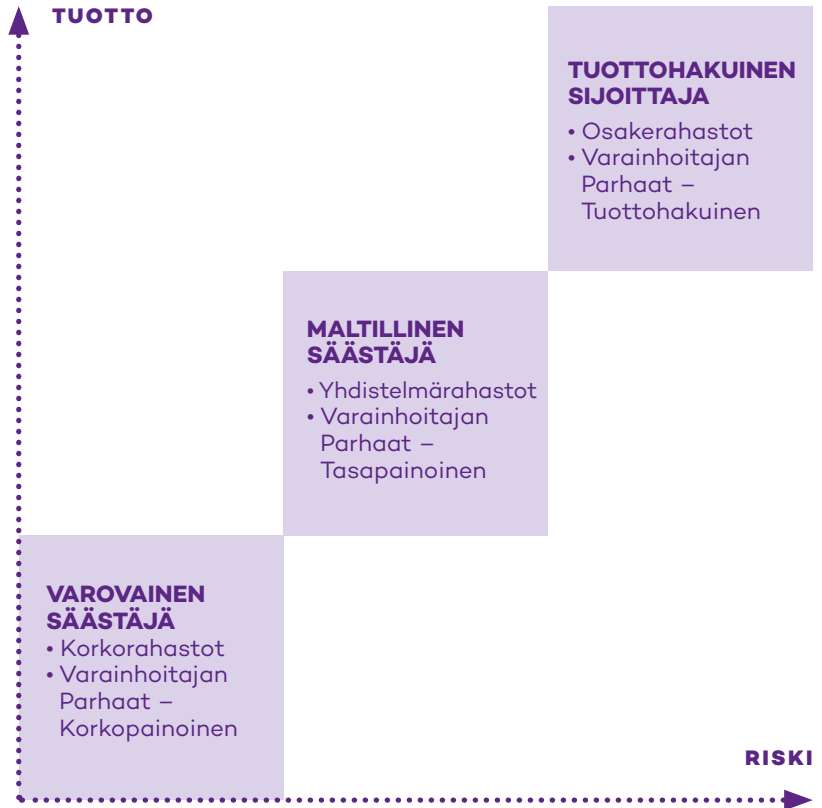 TUOTTO
TUOTTOHAKUINEN
SIJOITTAJA
• Osakerahastot
• Varainhoitajan
Parhaat –
Tuottohakuinen
MALTILLINEN
SÄÄSTÄJÄ
• Yhdistelmärahastot
• Varainhoitajan
Parhaat –
Tasapainoinen
VAROVAINEN
SÄÄSTÄJÄ
• Korkorahastot
• Varainhoitajan
Parhaat –
Korkopainoinen
RISKI